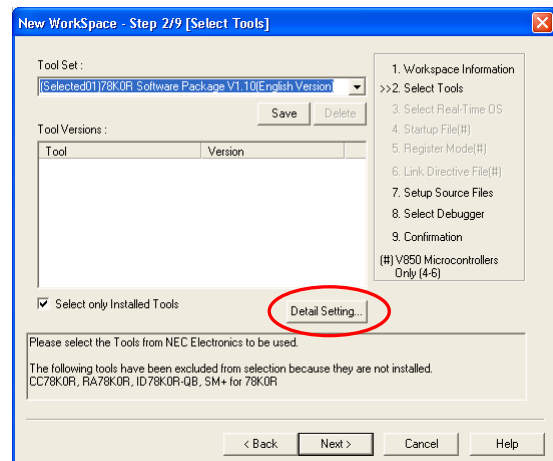 New WorkSpace - Step 2/9 [Select Tools]
Tool Set :
(Selected01)78K0R Software Package V1.10(English Version)
Save
Delete
Tool Versions :
Tool
Version
Select only Installed Tools
Detail Setting...
1. Workspace Information
>>2. Select Tools
3. Select Real-Time OS
4. Startup File(#)
5. Register Mode(#)
6. Link Directive File(#)
7. Setup Source Files
8. Select Debugger
9. Confirmation
(#) V850 Microcontrollers
Only (4-6)
Please select the Tools from NEC Electronics to be used.
The following tools have been excluded from selection because they are not installed.
CC78K0R, RA78K0R, ID78K0R-QB, SM+ for 78K0R
< Back
Next >
Cancel
Help